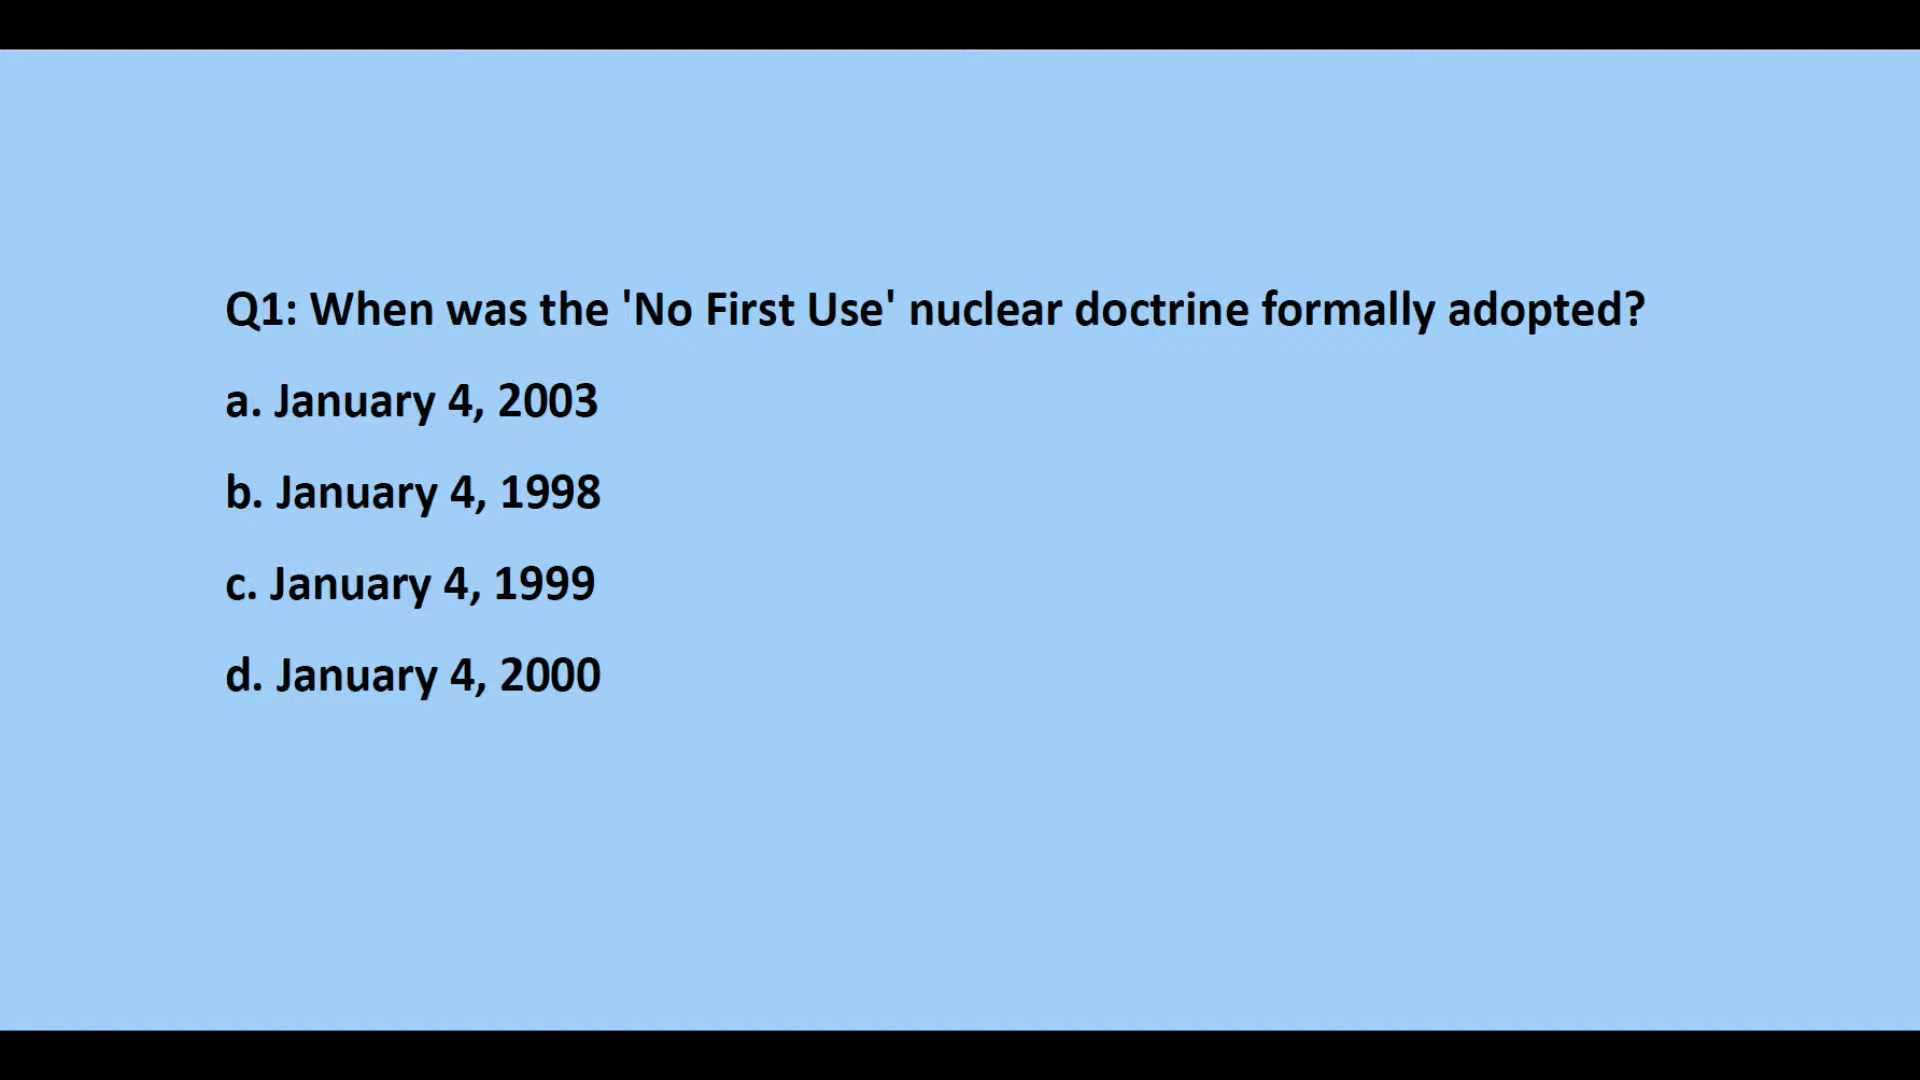 Q1: When was the 'No First Use' nuclear doctrine formally adopted?
a. January 4, 2003
b. January 4, 1998
c. January 4, 1999
d. January 4, 2000